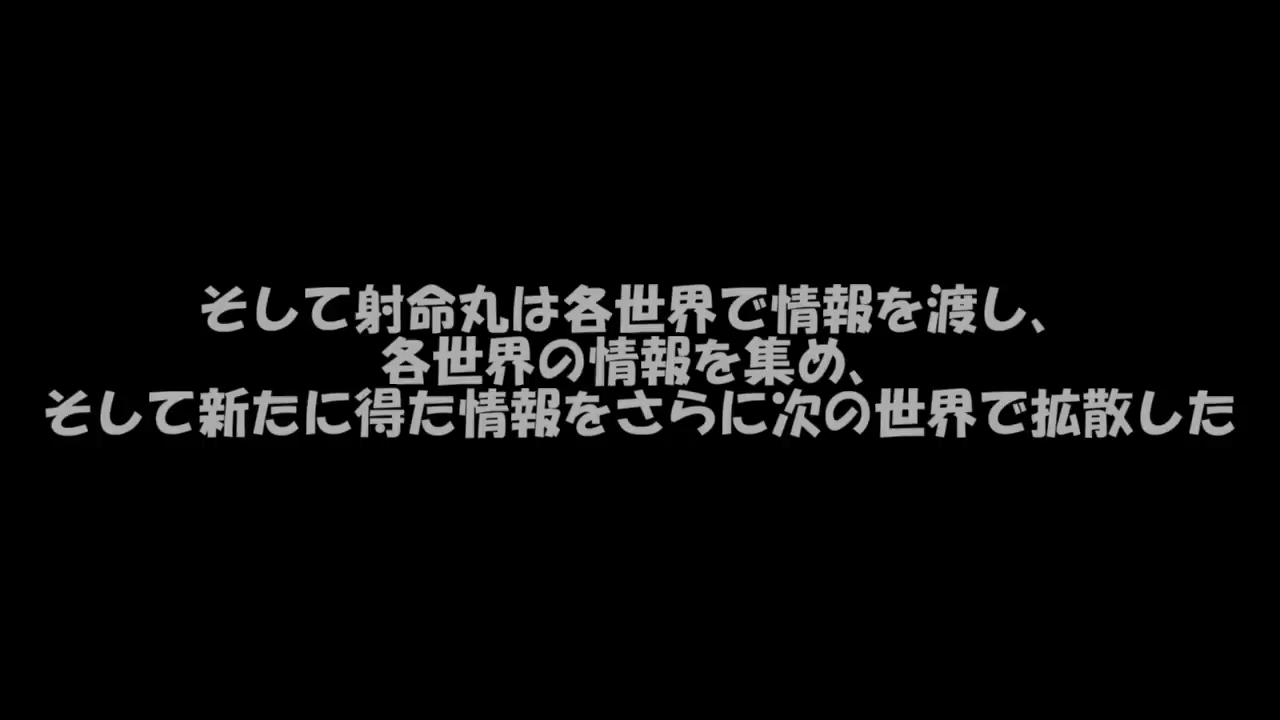 そして射命丸は各世界で情報を渡し、
各世界の情報を集め、
そして新たに得た情報をさらに次の世界で拡散した